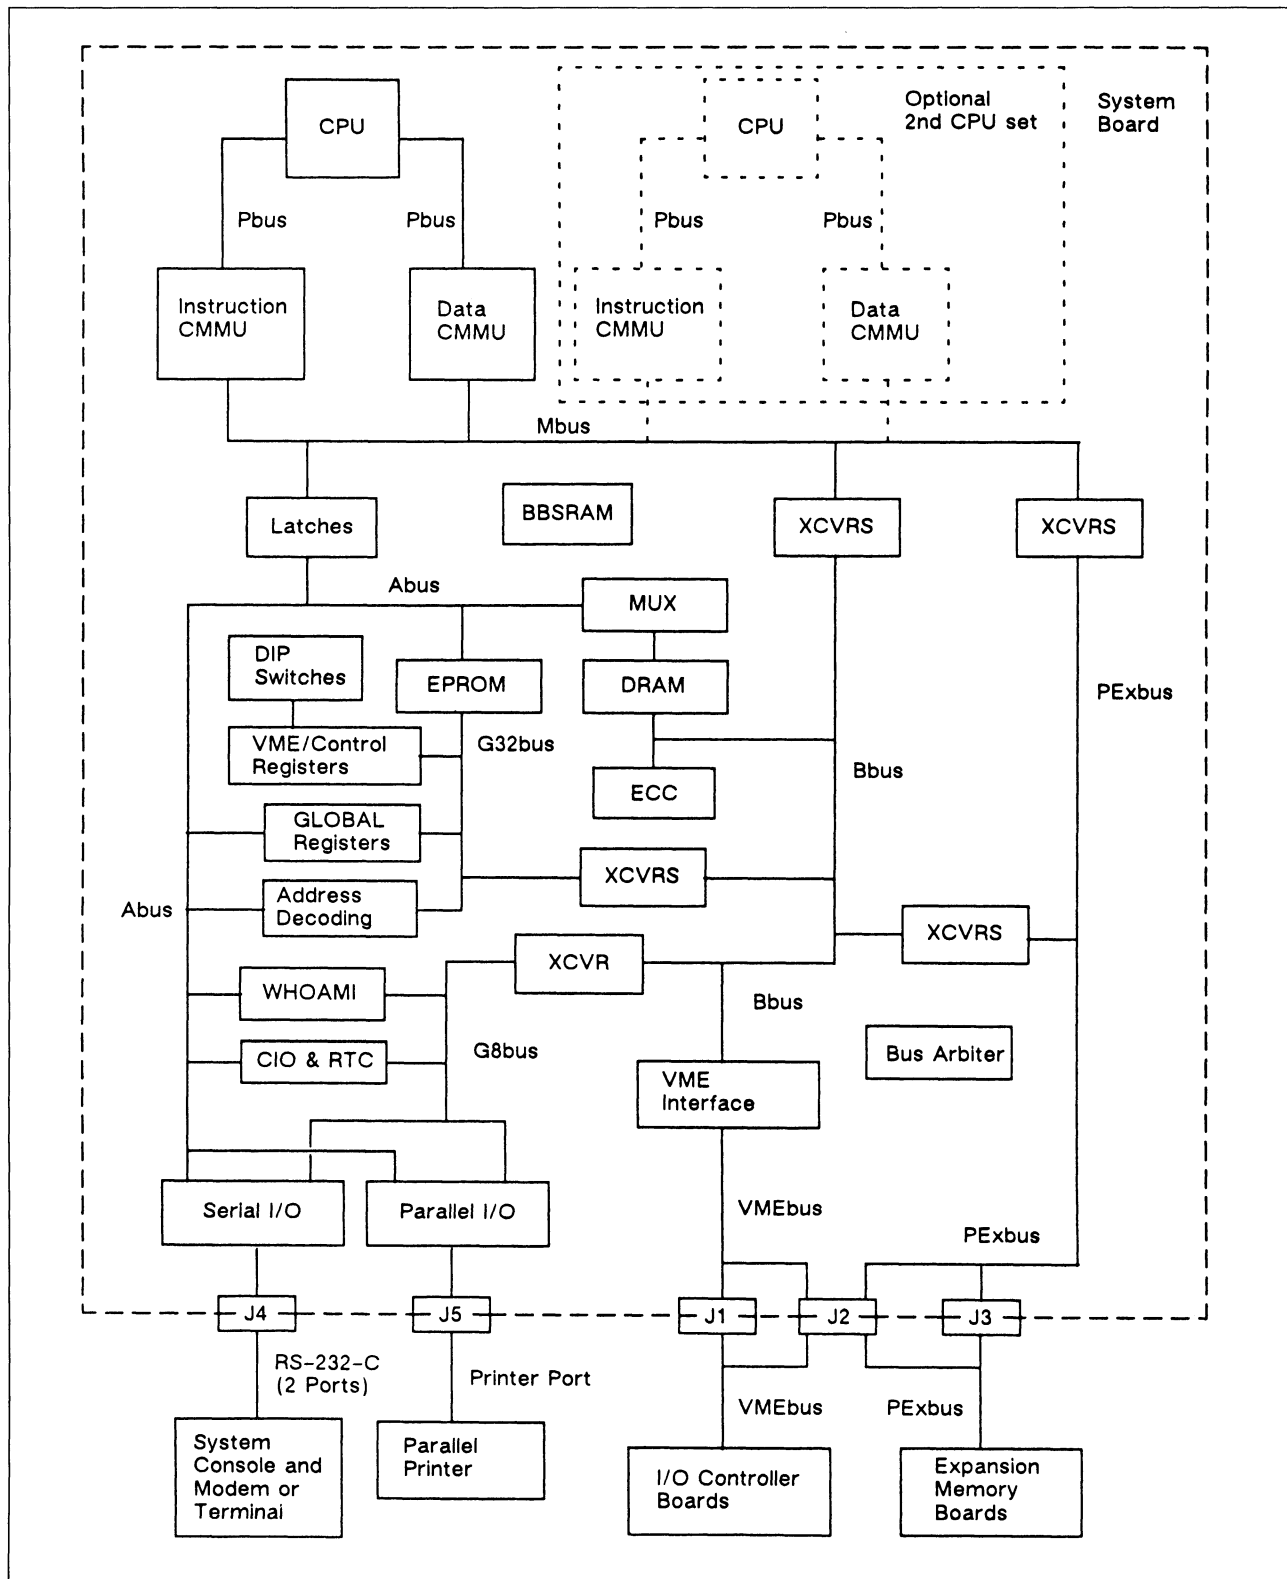 CPU
CPU
Optional
2nd CPU set
System
Board
Pbus
Pbus
Pbus
Pbus
Instruction
CMMU
Data
CMMU
Instruction
CMMU
Data
CMMU
Mbus
Latches
BBSRAM
XCVRS
XCVRS
Abus
MUX
DIP
Switches
EPROM
DRAM
PExbus
VME/Control
Registers
G32bus
Bbus
ECC
GLOBAL
Registers
XCVRS
Abus
Address
Decoding
XCVRS
XCVR
WHOAMI
Bbus
G8bus
CIO & RTC
Bus Arbiter
VME
Interface
Serial I/O
Parallel I/O
VMEbus
PExbus
J4
J5
J1
J2
J3
RS-232-C
(2 Ports)
Printer Port
VMEbus
PExbus
System
Console and
Modem or
Terminal
Parallel
Printer
I/O Controller
Boards
Expansion
Memory
Boards